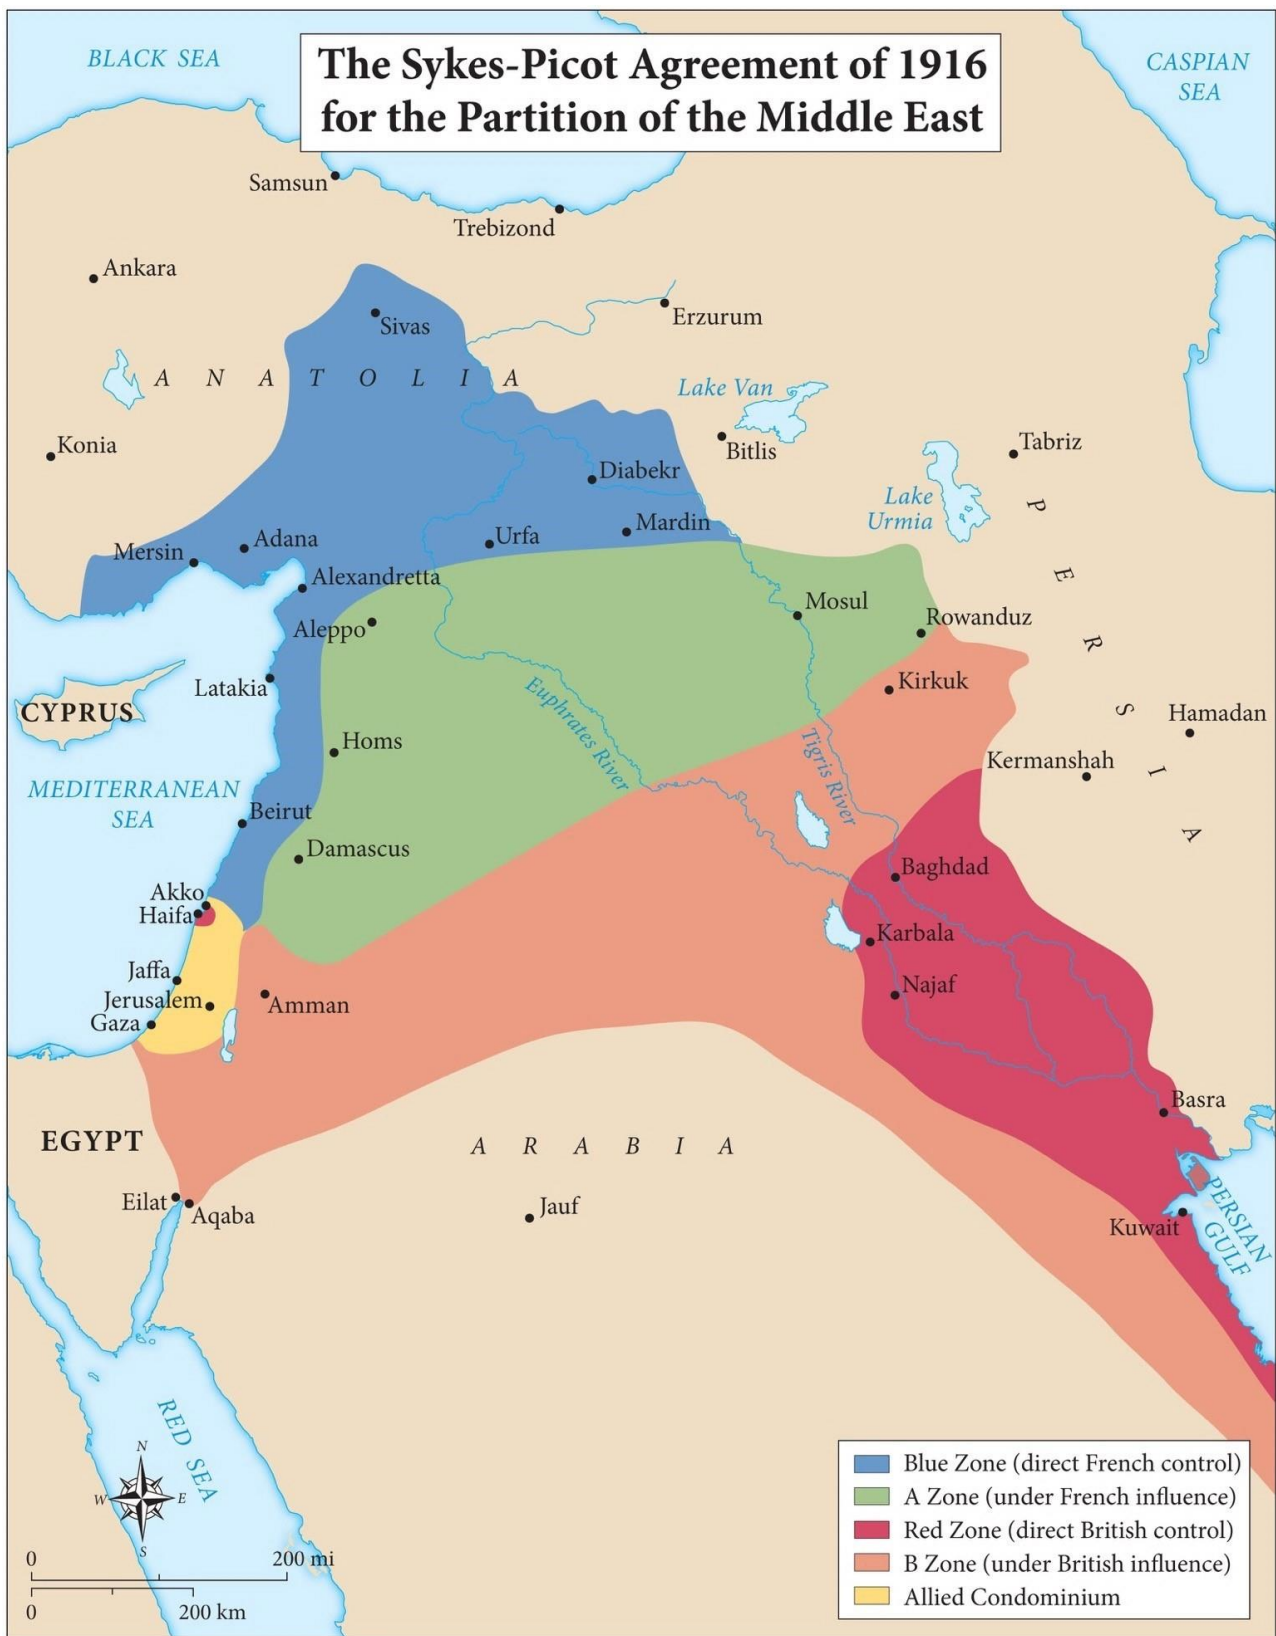 The Sykes-Picot Agreement of 1916
for the Partition of the Middle East
BLACK SEA
CASPIAN
SEA
Samsun
Trebizond
Ankara
Sivas
Erzurum
ANATOLIA
Lake Van
Konia
Bitlis
Tabriz
Diabekr
Lake
Urmia
Mardin
Urfa
Adana
Mersin
Alexandretta
PERSIA
Mosul
Rowanduz
Aleppo
Kirkuk
Latakia
Euphrates River
CYPRUS
Hamadan
Homs
Tigris River
Kermanshah
MEDITERRANEAN
SEA
Beirut
Damascus
Baghdad
Akko
Haifa
Karbala
Jaffa
Najaf
Jerusalem
Amman
Gaza
Basra
EGYPT
ARABIA
Eilat
Aqaba
Jauf
Kuwait
PERSIAN
GULF
RED SEA
N
W
E
S
0
200 mi
0
200 km
Blue Zone (direct French control)
A Zone (under French influence)
Red Zone (direct British control)
B Zone (under British influence)
Allied Condominium